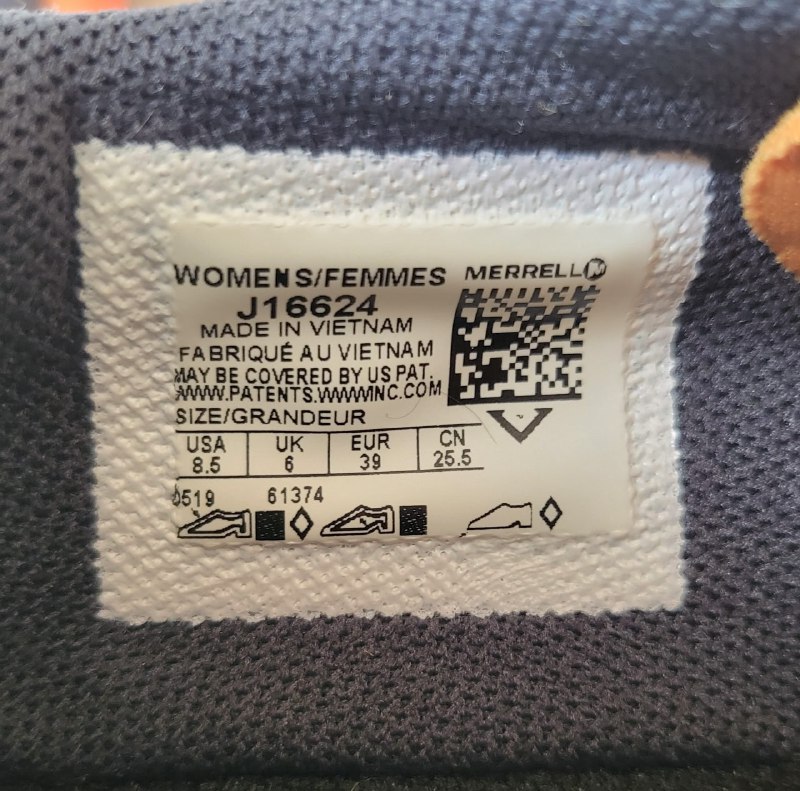 WOMENS/FEMMES MERRELL
J16624
MADE IN VIETNAM
FABRIQUÉ AU VIETNAM
MAY BE COVERED BY US PAT.
WWW.PATENTS.WWWINC.COM
SIZE/GRANDEUR
USA UK EUR CN
8.5 6 39 25.5
0519 61374